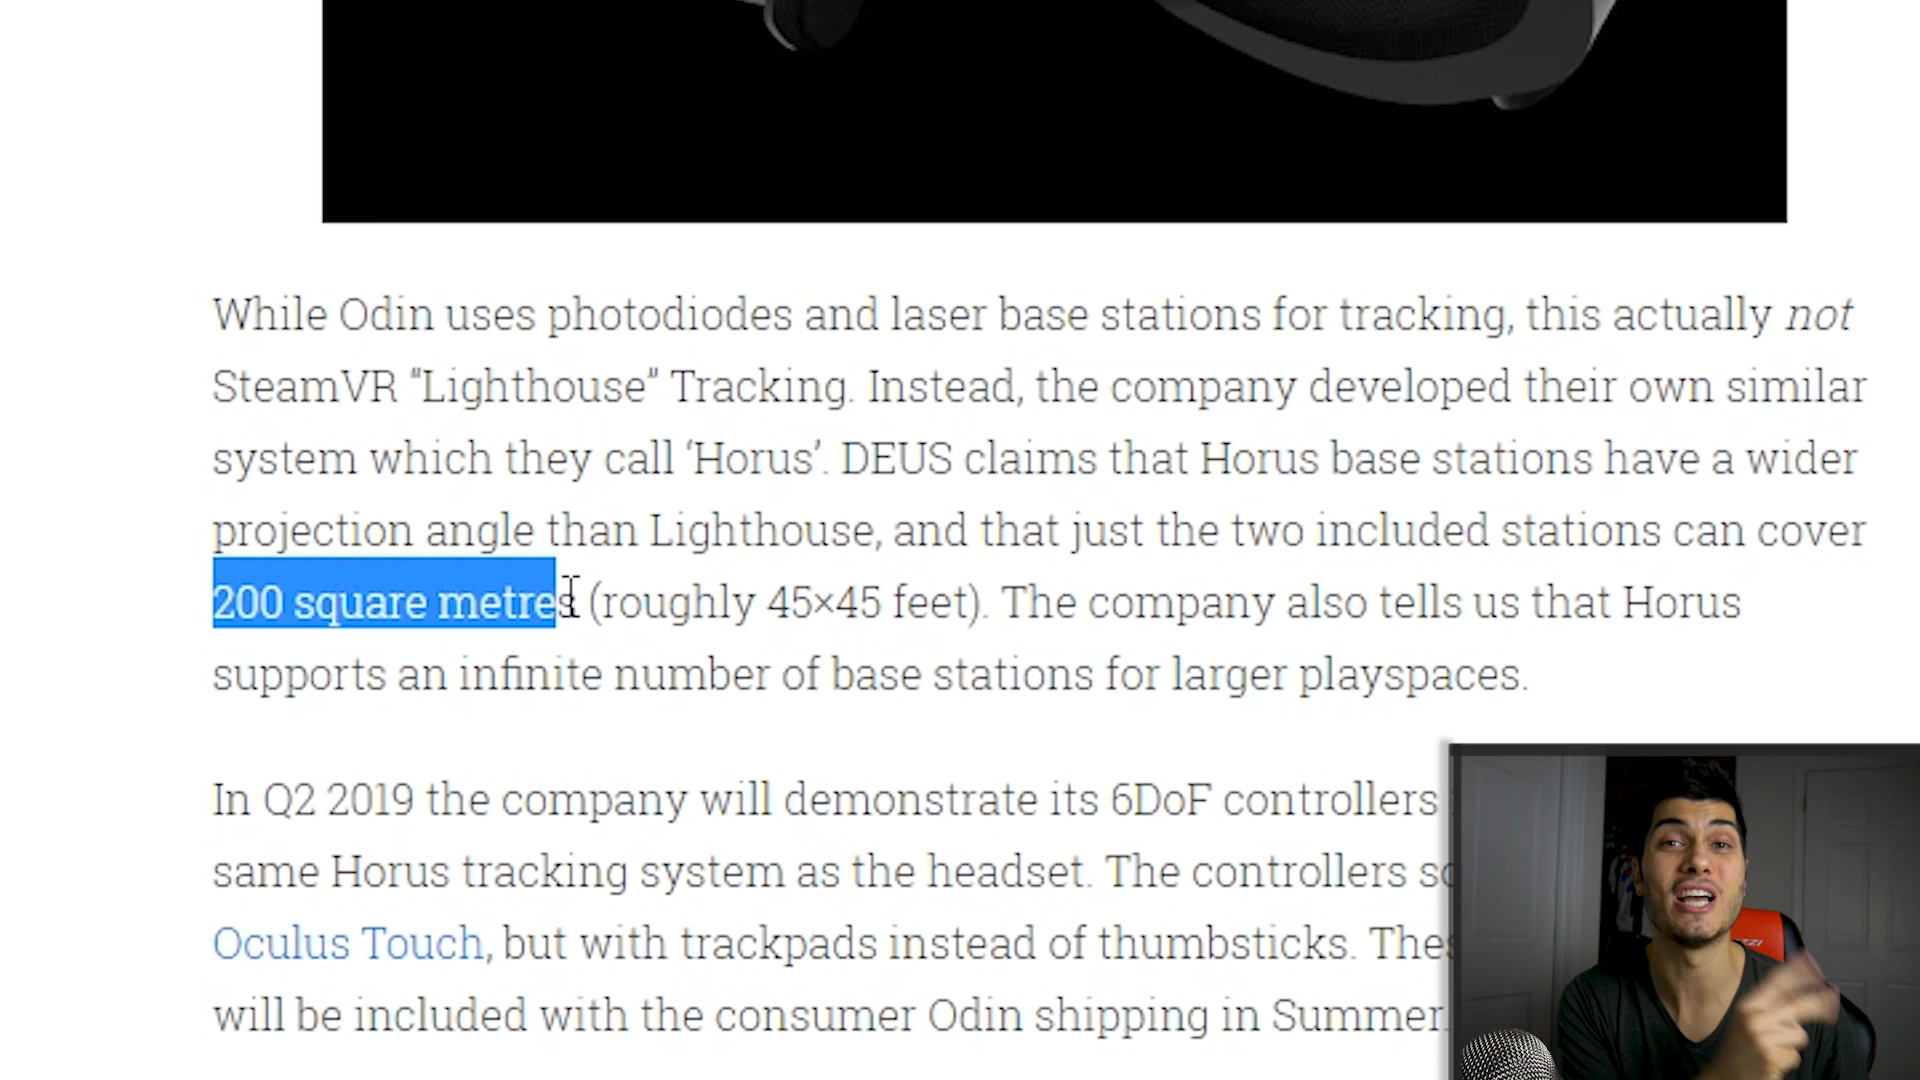 While Odin uses photodiodes and laser base stations for tracking, this actually not
SteamVR “Lighthouse” Tracking. Instead, the company developed their own similar
system which they call ‘Horus’. DEUS claims that Horus base stations have a wider
projection angle than Lighthouse, and that just the two included stations can cover
200 square metres (roughly 45×45 feet). The company also tells us that Horus
supports an infinite number of base stations for larger playspaces.
In Q2 2019 the company will demonstrate its 6DoF controllers
same Horus tracking system as the headset. The controllers
Oculus Touch, but with trackpads instead of thumbsticks.
will be included with the consumer Odin shipping in Summer.